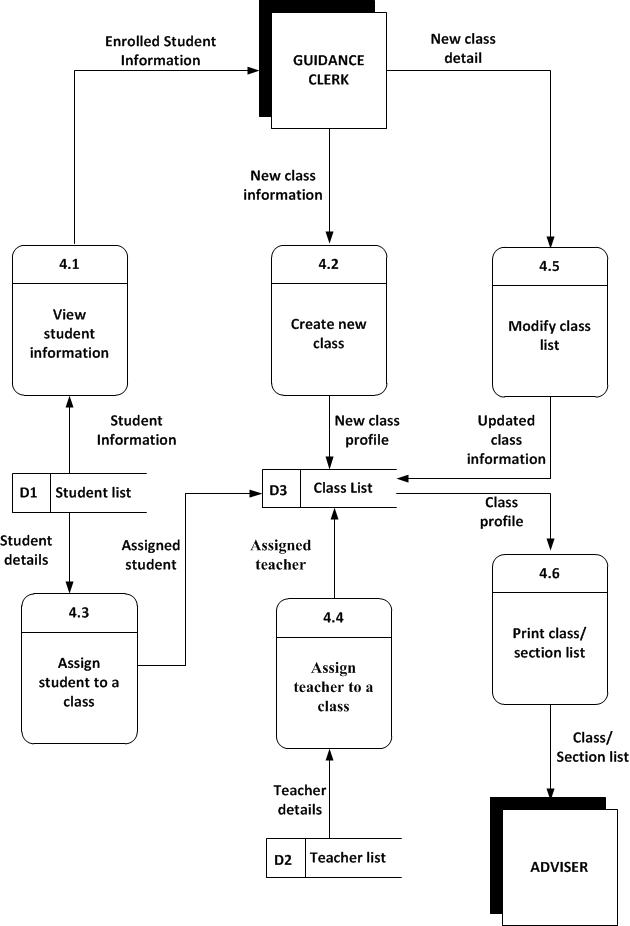 Enrolled Student
Information
GUIDANCE
CLERK
New class
detail
New class
information
4.1
View
student
information
4.2
Create new
class
4.5
Modify class
list
Student
Information
New class
profile
Updated
class
information
D1
Student list
D3
Class List
Class
profile
Student
details
Assigned
student
Assigned
teacher
4.3
Assign
student to a
class
4.4
Assign
teacher to a
class
4.6
Print class/
section list
Teacher
details
Class/
Section list
D2
Teacher list
ADVISER